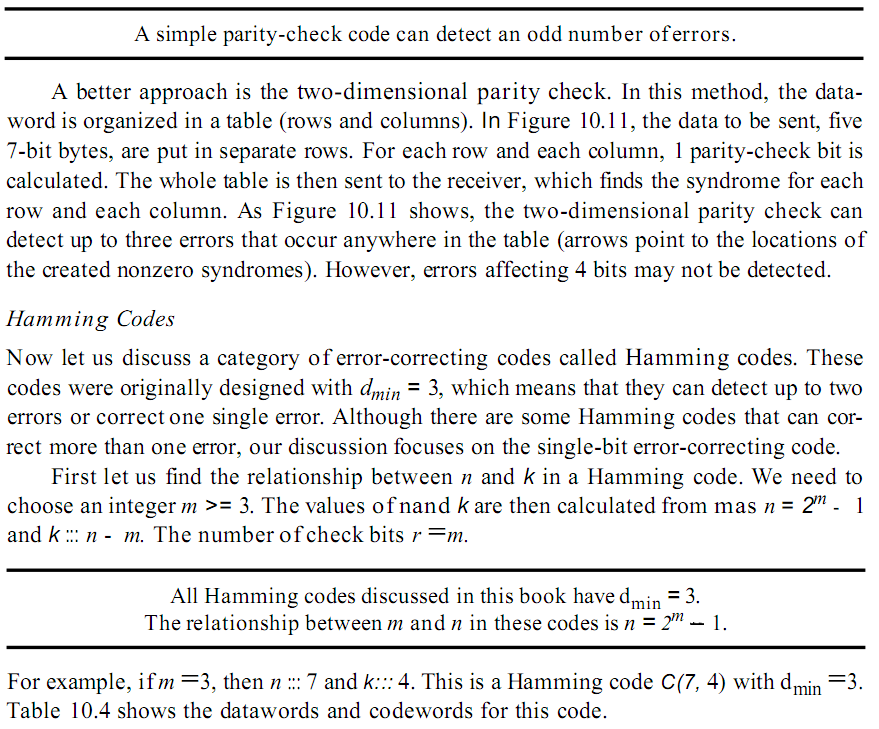 A simple parity-check code can detect an odd number of errors.
A better approach is the two-dimensional parity check. In this method, the data-
word is organized in a table (rows and columns). In Figure 10.11, the data to be sent, five
7-bit bytes, are put in separate rows. For each row and each column, 1 parity-check bit is
calculated. The whole table is then sent to the receiver, which finds the syndrome for each
row and each column. As Figure 10.11 shows, the two-dimensional parity check can
detect up to three errors that occur anywhere in the table (arrows point to the locations of
the created nonzero syndromes). However, errors affecting 4 bits may not be detected.
Hamming Codes
Now let us discuss a category of error-correcting codes called Hamming codes. These
codes were originally designed with dmin = 3, which means that they can detect up to two
errors or correct one single error. Although there are some Hamming codes that can cor-
rect more than one error, our discussion focuses on the single-bit error-correcting code.
First let us find the relationship between n and k in a Hamming code. We need to
choose an integer m >= 3. The values of nand k are then calculated from mas n = 2^m - 1
and k ::: n - m. The number of check bits r = m.
All Hamming codes discussed in this book have dmin = 3.
The relationship between m and n in these codes is n = 2^m – 1.
For example, if m = 3, then n ::: 7 and k::: 4. This is a Hamming code C(7, 4) with dmin = 3.
Table 10.4 shows the datawords and codewords for this code.